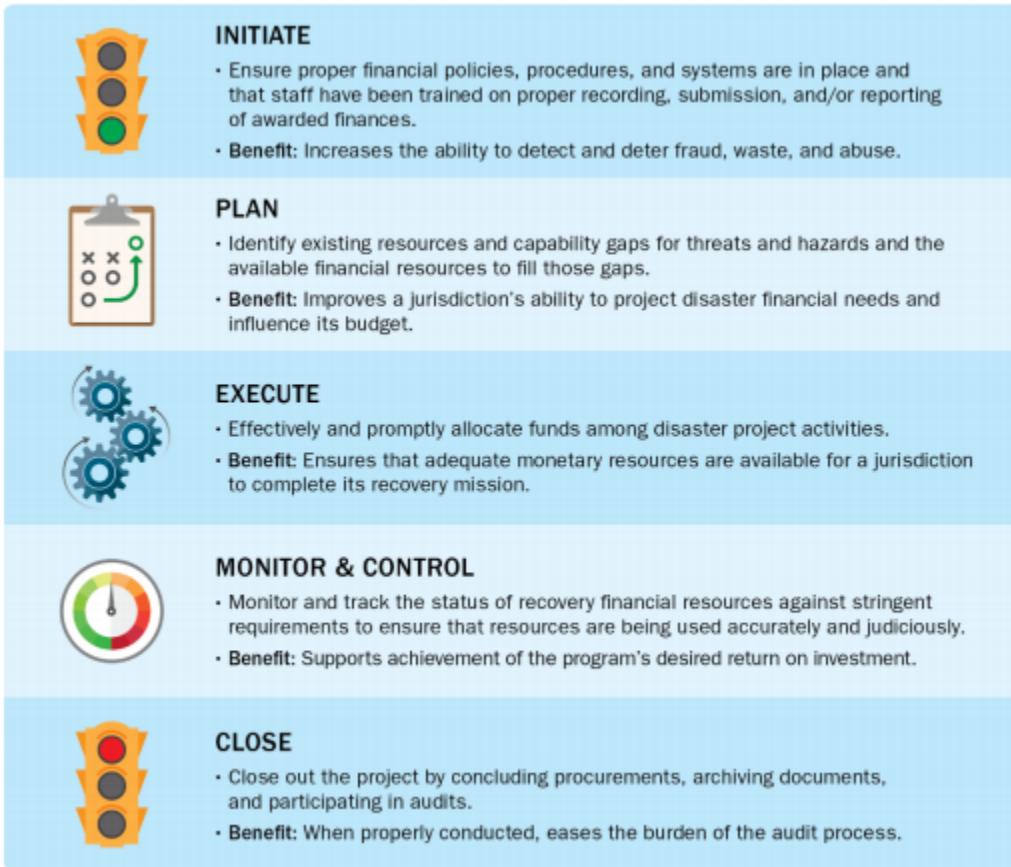 INITIATE
· Ensure proper financial policies, procedures, and systems are in place and
that staff have been trained on proper recording, submission, and/or reporting
of awarded finances.
· Benefit: Increases the ability to detect and deter fraud, waste, and abuse.
PLAN
· Identify existing resources and capability gaps for threats and hazards and the
available financial resources to fill those gaps.
· Benefit: Improves a jurisdiction's ability to project disaster financial needs and
influence its budget.
EXECUTE
· Effectively and promptly allocate funds among disaster project activities.
· Benefit: Ensures that adequate monetary resources are available for a jurisdiction
to complete its recovery mission.
MONITOR & CONTROL
· Monitor and track the status of recovery financial resources against stringent
requirements to ensure that resources are being used accurately and judiciously.
· Benefit: Supports achievement of the program's desired return on investment.
CLOSE
· Close out the project by concluding procurements, archiving documents,
and participating in audits.
· Benefit: When properly conducted, eases the burden of the audit process.